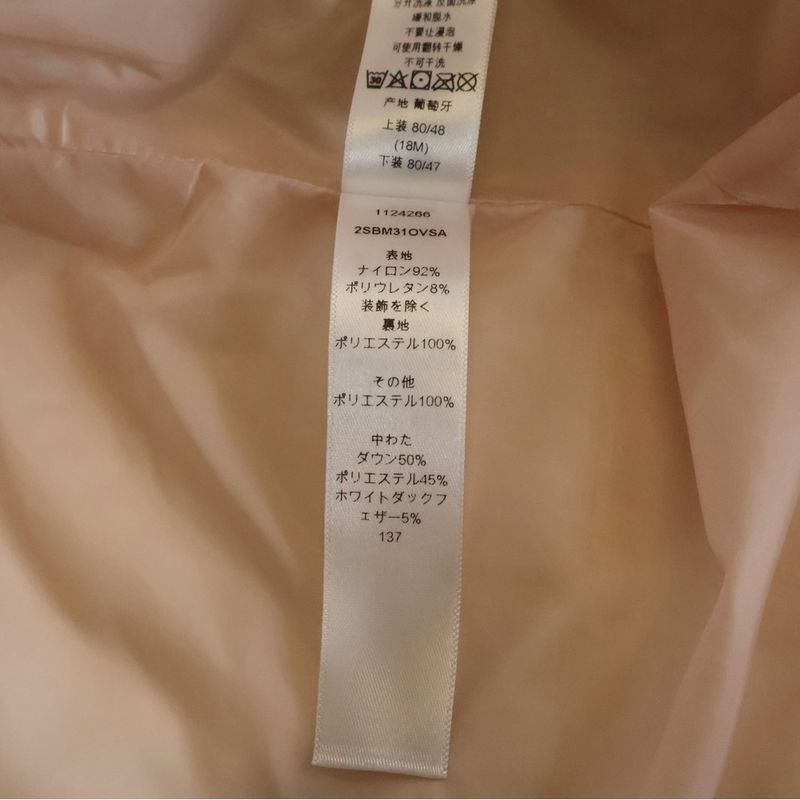 分开洗涤 反面洗涤
缓和脱水
不要让浸泡
可使用翻转干燥
不可干洗
30
产地 葡萄牙
上装 80/48
(18M)
下装 80/47
1124266
2SBM31OVSA
表地
ナイロン92%
ポリウレタン8%
装飾を除く
裏地
ポリエステル100%
その他
ポリエステル100%
中わた
ダウン50%
ポリエステル45%
ホワイトダックフ
ェザー5%
137